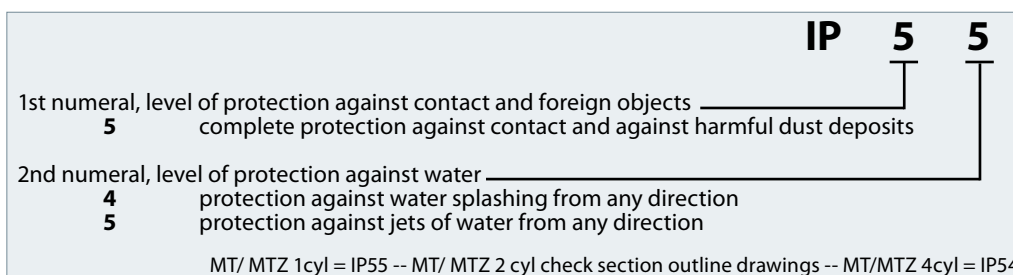 IP 5 5
1st numeral, level of protection against contact and foreign objects
5 complete protection against contact and against harmful dust deposits
2nd numeral, level of protection against water
4 protection against water splashing from any direction
5 protection against jets of water from any direction
MT/ MTZ 1cyl = IP55 -- MT/ MTZ 2 cyl check section outline drawings -- MT/MTZ 4cyl = IP54